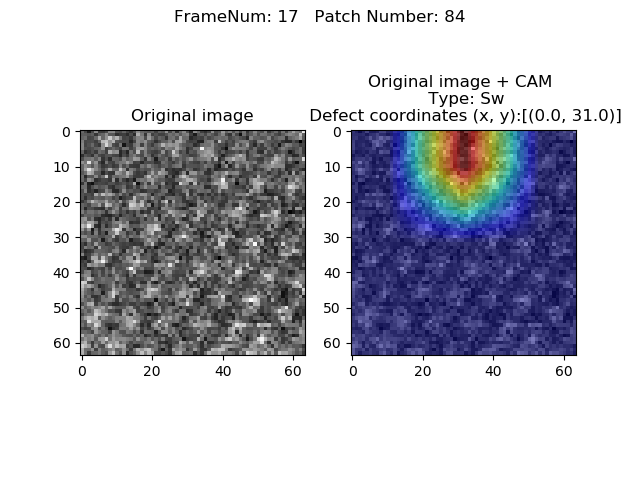 FrameNum: 17   Patch Number: 84
Original image
0
10
20
30
40
50
60
0 20 40 60
Original image + CAM
Type: Sw
Defect coordinates (x, y):[(0.0, 31.0)]
0
10
20
30
40
50
60
0 20 40 60